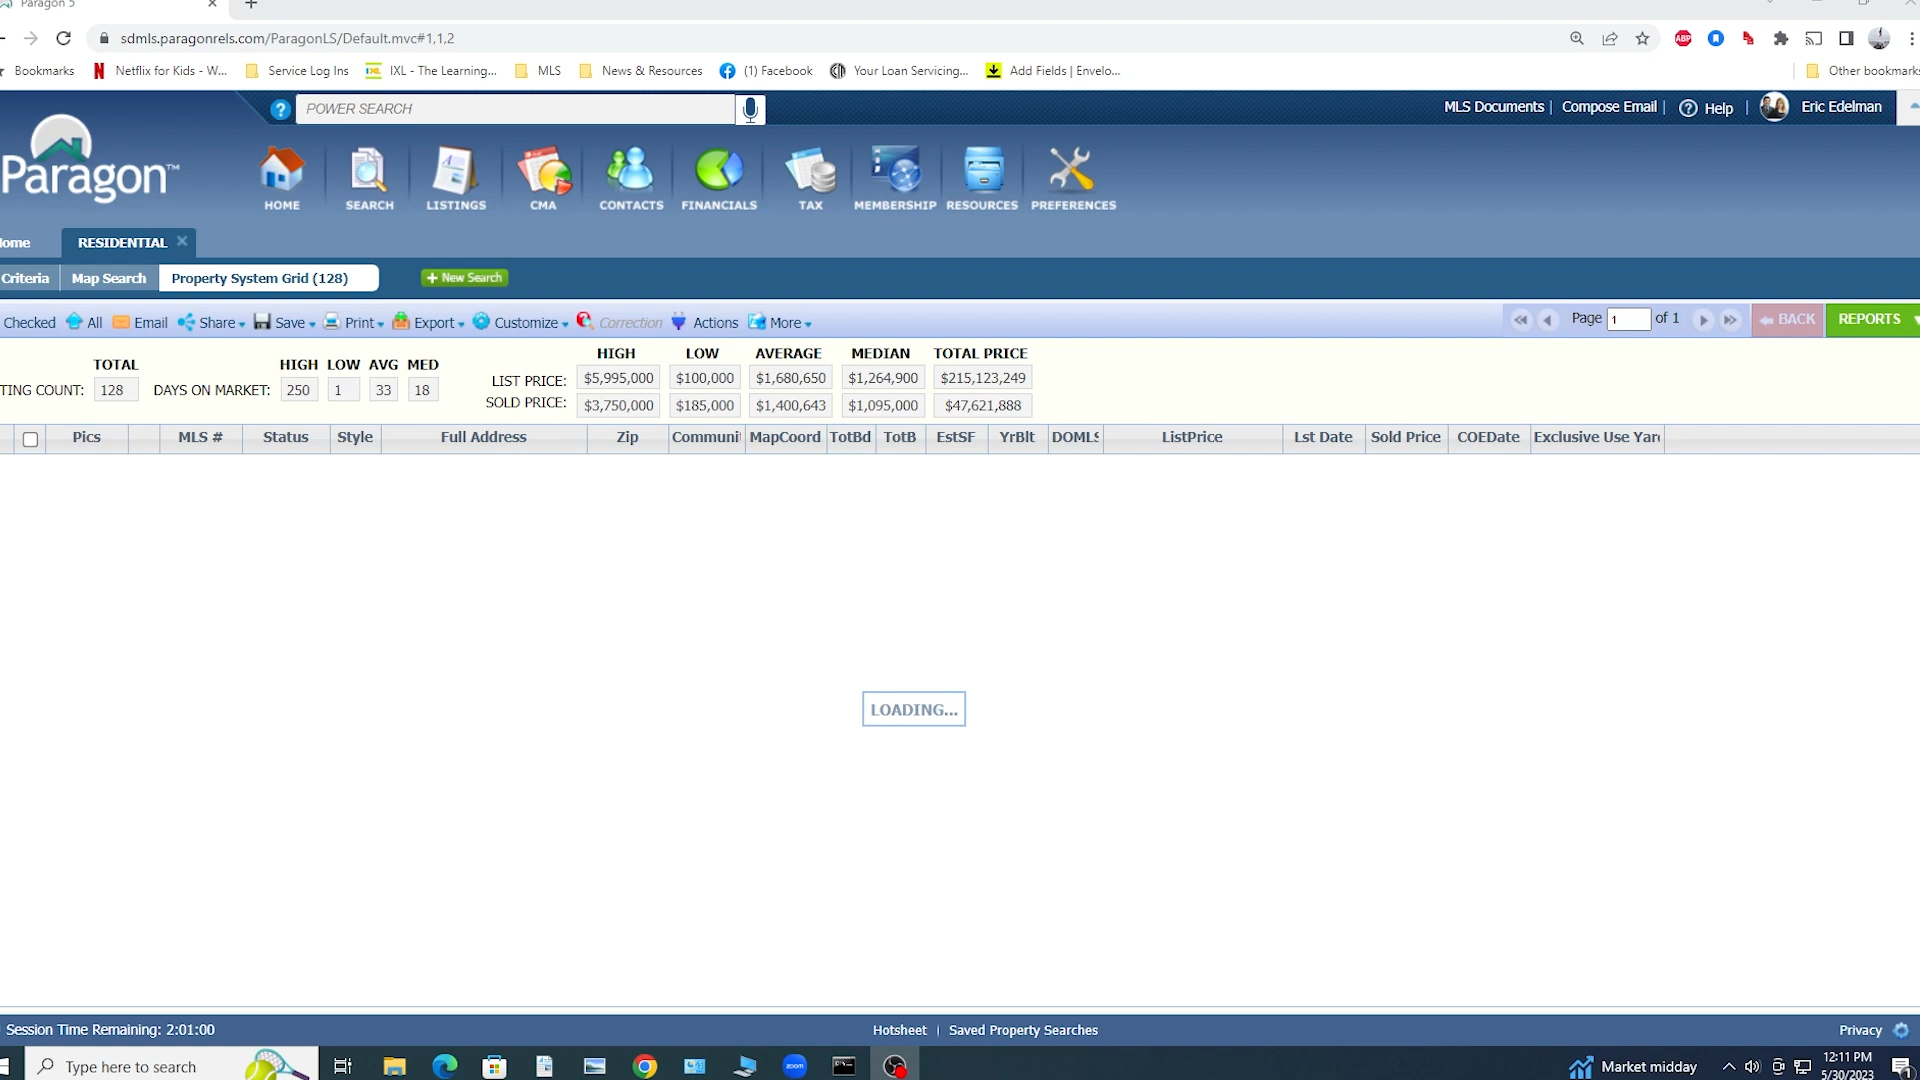 Paragon 5
sdmls.paragonrels.com/ParagonLS/Default.mvc#1,1,2
ABP
Bookmarks
Netflix for Kids - W...
Service Log Ins
IXL
IXL - The Learning...
MLS
News & Resources
(1) Facebook
Your Loan Servicing...
Add Fields | Envelo...
Other bookmarks
? POWER SEARCH
MLS Documents | Compose Email | ? Help | Eric Edelman
Paragon™
HOME SEARCH LISTINGS CMA CONTACTS FINANCIALS TAX MEMBERSHIP RESOURCES PREFERENCES
ome RESIDENTIAL
Criteria Map Search Property System Grid (128) + New Search
Checked All Email Share Save Print Export Customize Correction Actions More
Page 1 of 1 BACK REPORTS
HIGH LOW AVERAGE MEDIAN TOTAL PRICE
TOTAL HIGH LOW AVG MED
LIST PRICE: $5,995,000 $100,000 $1,680,650 $1,264,900 $215,123,249
TING COUNT: 128 DAYS ON MARKET: 250 1 33 18
SOLD PRICE: $3,750,000 $185,000 $1,400,643 $1,095,000 $47,621,888
Pics MLS # Status Style Full Address Zip Communi MapCoord TotBd TotB EstSF YrBlt DOMLS ListPrice Lst Date Sold Price COEDate Exclusive Use Yar
LOADING...
Session Time Remaining: 2:01:00
Hotsheet | Saved Property Searches
Privacy
Type here to search
zoom
Market midday
12:11 PM
5/30/2023
1